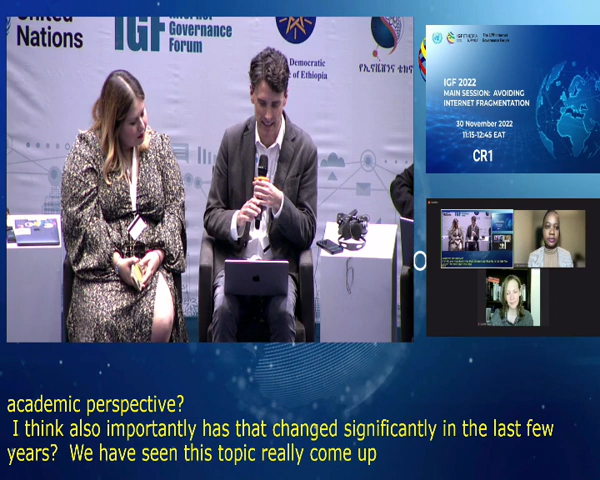 United
Nations
IGF
Internet
Governance
Forum
Democratic
of Ethiopia
የኢኖቬሽን
IGF 2022
MAIN SESSION: AVOIDING
INTERNET FRAGMENTATION
30 November 2022
11:15-12:45 EAT
CR1
academic perspective?
I think also importantly has that changed significantly in the last few
years? We have seen this topic really come up